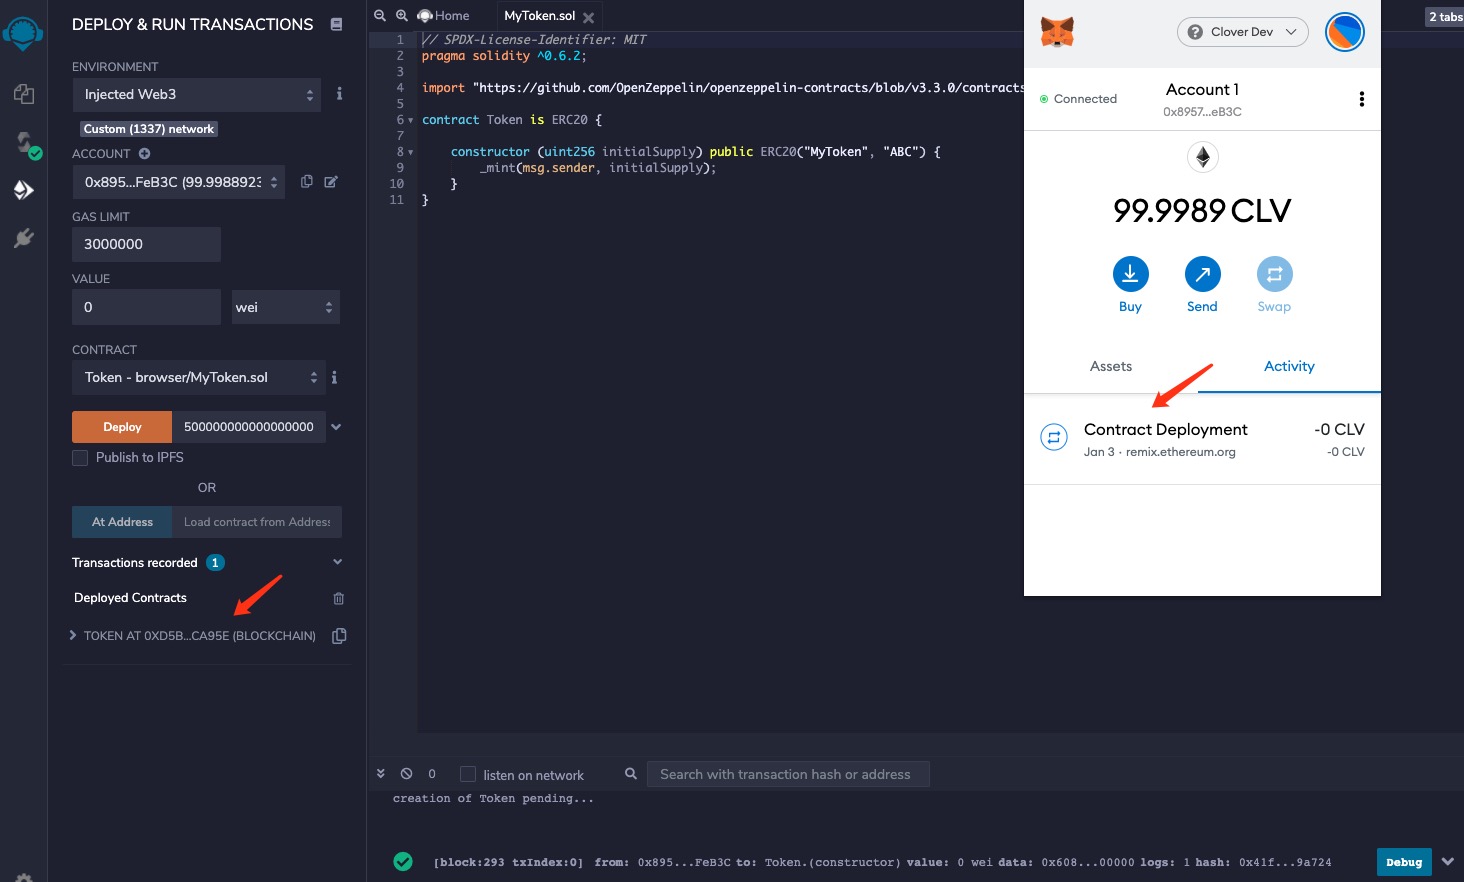 DEPLOY & RUN TRANSACTIONS
ENVIRONMENT
Injected Web3
Custom (1337) network
ACCOUNT
0x895...FeB3C (99.9988923
GAS LIMIT
3000000
VALUE
0
wei
CONTRACT
Token - browser/MyToken.sol
Deploy
500000000000000000
Publish to IPFS
OR
At Address
Load contract from Address
Transactions recorded 1
Deployed Contracts
TOKEN AT 0XD5B...CA95E (BLOCKCHAIN)
Home
MyToken.sol
2 tabs
1 // SPDX-License-Identifier: MIT
2 pragma solidity ^0.6.2;
3
4 import "https://github.com/OpenZeppelin/openzeppelin-contracts/blob/v3.3.0/contracts
5
6 contract Token is ERC20 {
7
8 constructor (uint256 initialSupply) public ERC20("MyToken", "ABC") {
9 _mint(msg.sender, initialSupply);
10 }
11 }
Clover Dev
Connected
Account 1
0x8957...eB3C
99.9989 CLV
Buy
Send
Swap
Assets
Activity
Contract Deployment
-0 CLV
Jan 3 · remix.ethereum.org
-0 CLV
0
listen on network
Search with transaction hash or address
creation of Token pending...
[block:293 txIndex:0] from: 0x895...FeB3C to: Token.(constructor) value: 0 wei data: 0x608...00000 logs: 1 hash: 0x41f...9a724
Debug